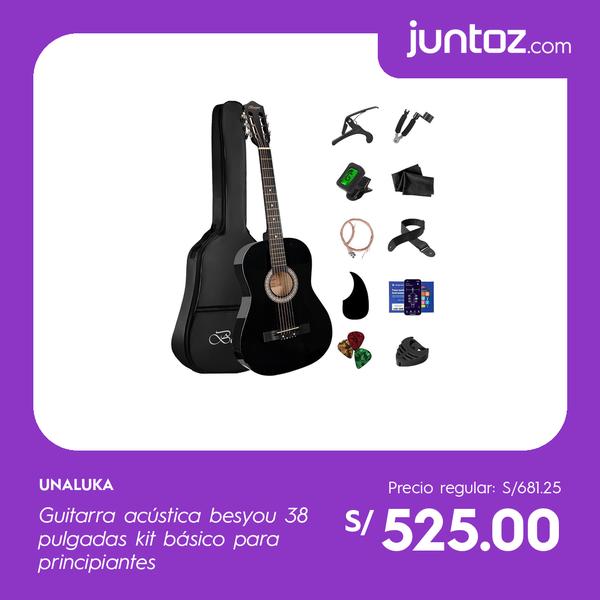 juntoz.com
UNALUKA
Guitarra acústica besyou 38
pulgadas kit básico para
principiantes
Precio regular: S/681.25
S/ 525.00